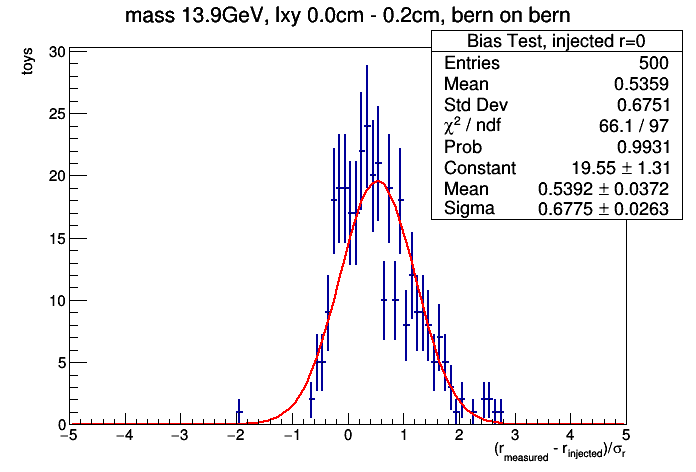 mass 13.9GeV, lxy 0.0cm - 0.2cm, bern on bern
Bias Test, injected r=0
Entries 500
Mean 0.5359
Std Dev 0.6751
χ² / ndf 66.1 / 97
Prob 0.9931
Constant 19.55 ± 1.31
Mean 0.5392 ± 0.0372
Sigma 0.6775 ± 0.0263
toys
30
25
20
15
10
5
0
−5 −4 −3 −2 −1 0 1 2 3 4 5
(r_measured - r_injected)/σ_r